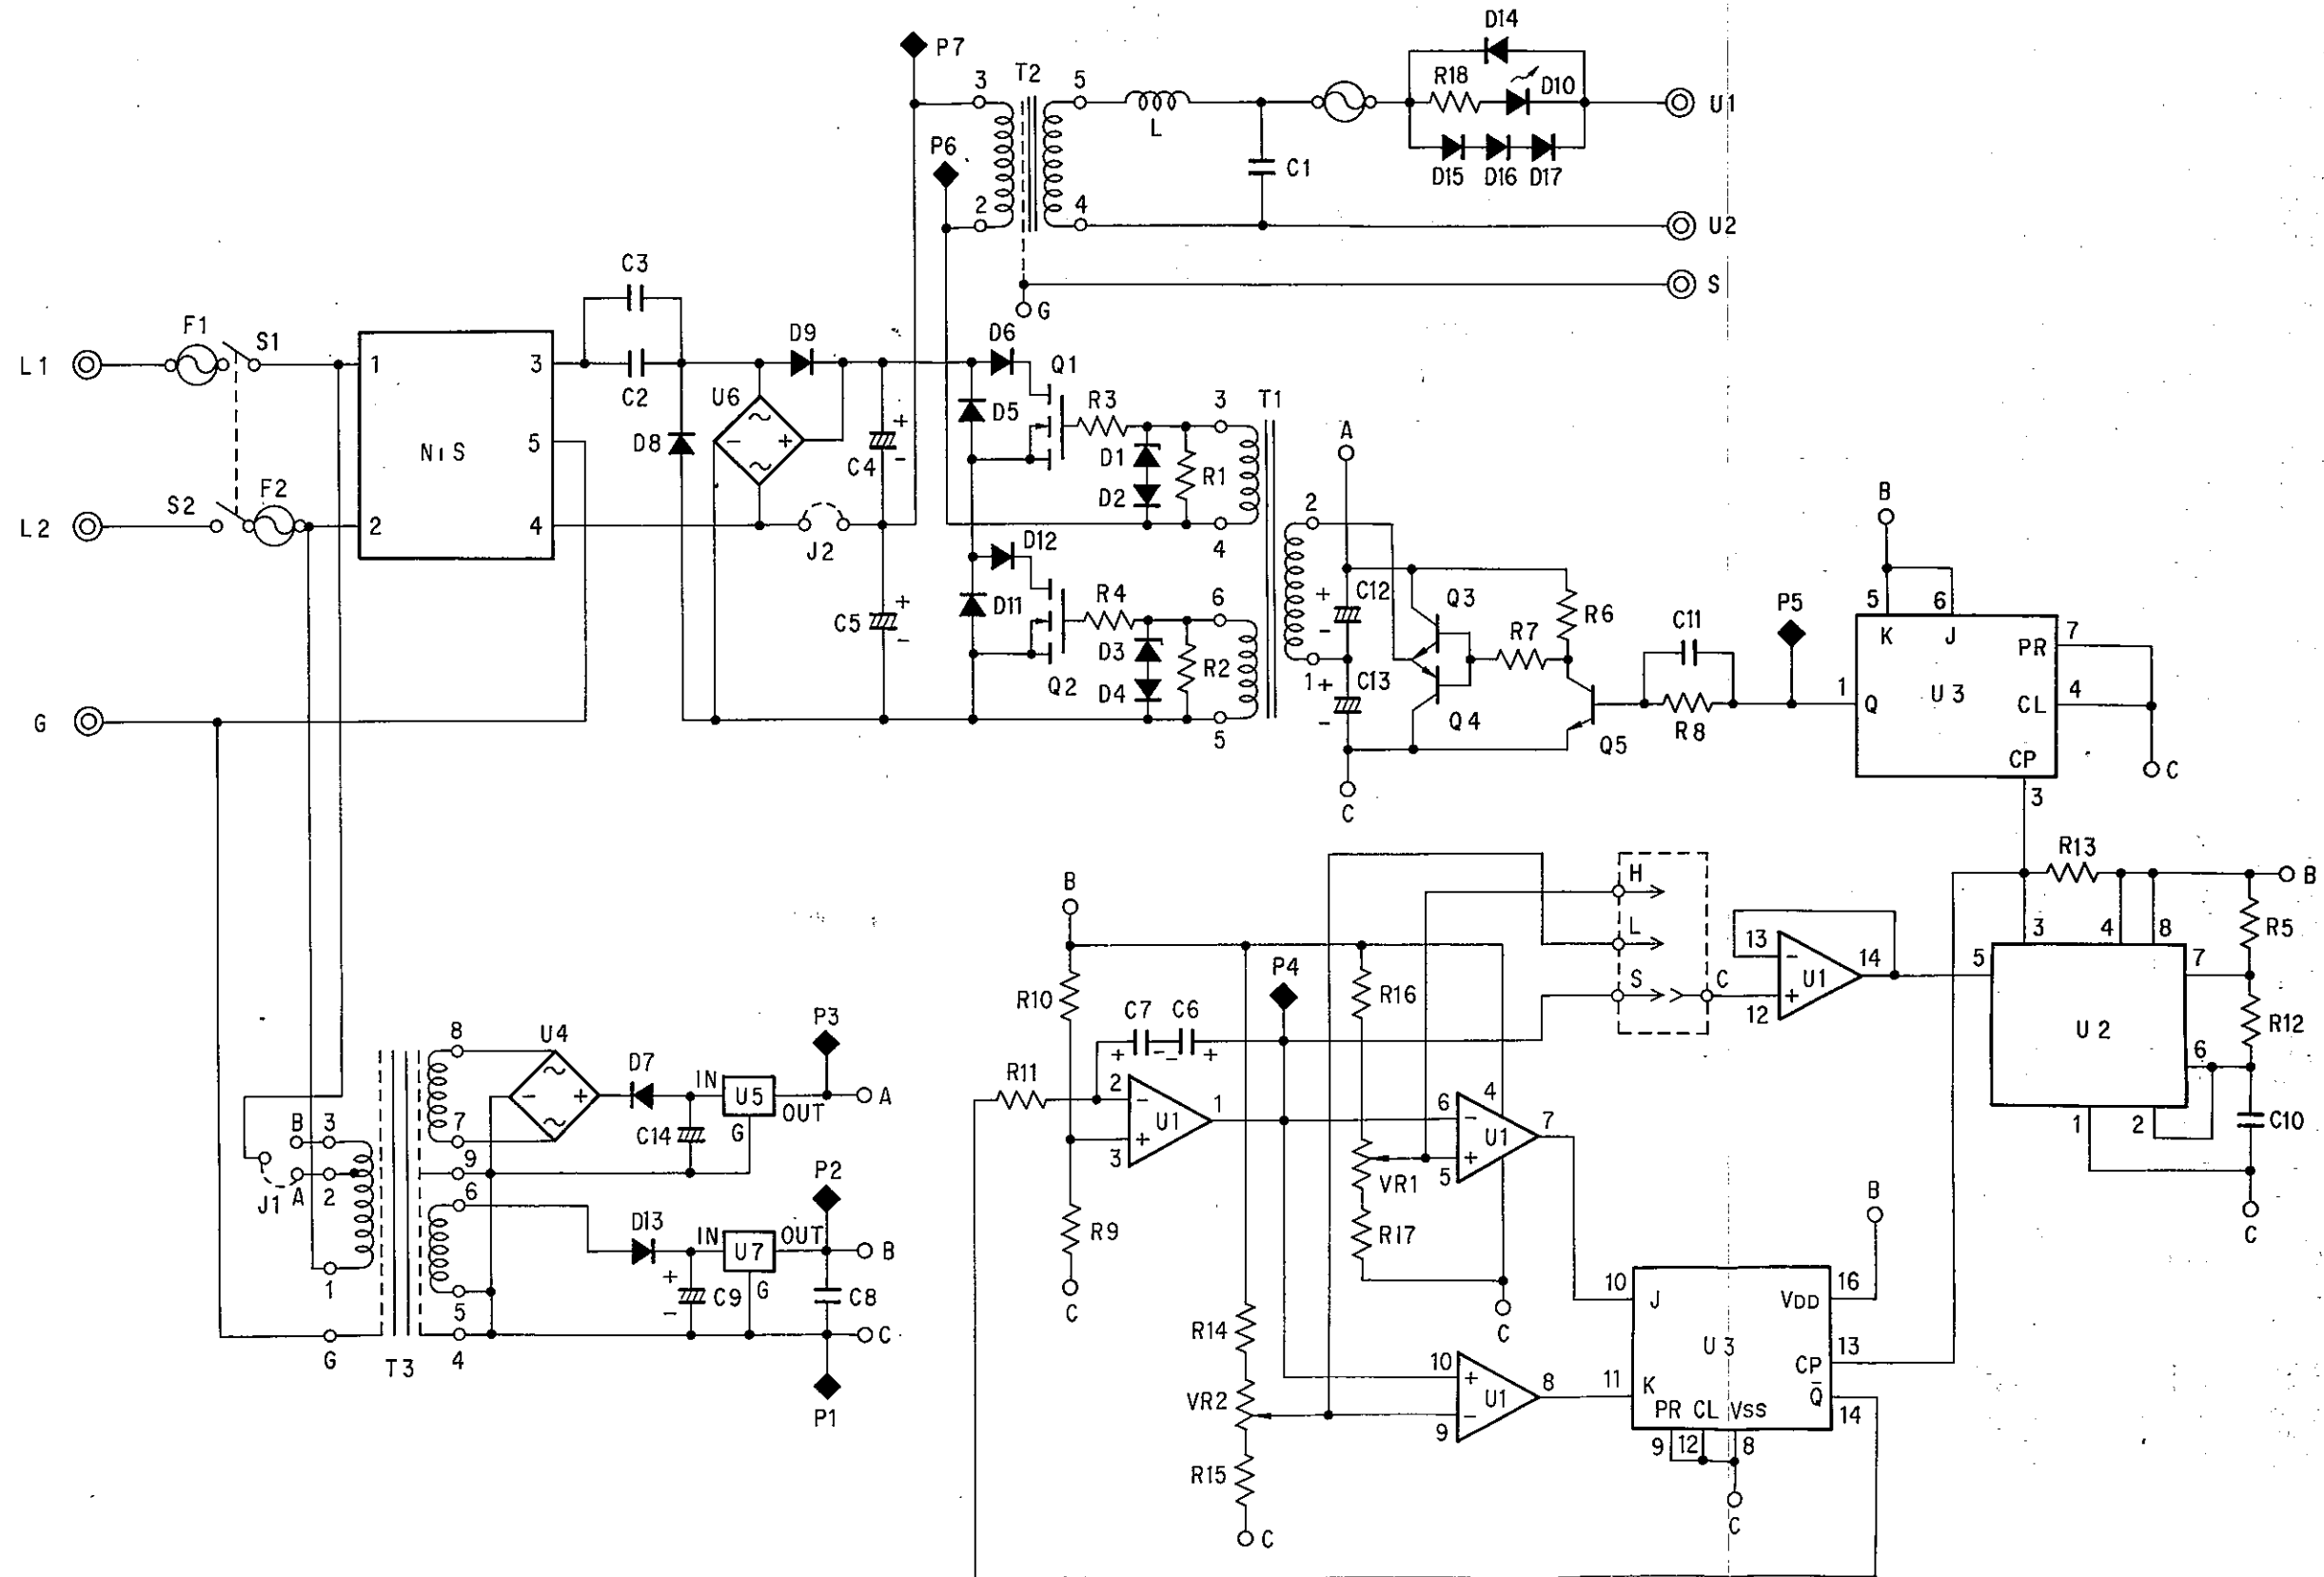 D14
P7
T2
3
5
R18
D10
U1
L
P6
C1
D15 D16 D17
2
4
U2
S
G
C3
F1
S1
D9
D6
Q1
L1
1
3
C2
U6
D5
R3
3
T1
NiS
5
D8
~
-
+
~
+
C4
-
D1
R1
A
D2
S2
F2
2
B
L2
2
4
J2
4
D12
5
6
C12
Q3
R6
P5
C11
K
J
PR
7
D11
R4
6
+
-
R7
+
C5
-
D3
R2
D4
U3
1
Q
CL
4
1
+
C13
-
Q2
Q4
R8
Q5
G
5
CP
C
3
C
R13
H
B
B
L
3
4
8
R5
13
-
14
5
7
P4
S
C
U1
R10
R16
+
12
C7
C6
R12
P3
8
U4
U2
+
-
-
+
6
D7
IN
U5
OUT
A
R11
2
-
U1
1
6
-
4
U1
7
~
-
+
~
B
3
7
C14
G
+
3
+
5
1
2
C10
9
P2
VR1
J1
A
2
6
B
D13
IN
U7
OUT
B
R9
R17
C
1
+
C9
-
G
C8
10
J
VDD
16
5
C
C
R14
U3
G
T3
4
C
10
+
CP
13
P1
VR2
U1
8
11
K
Q̅
-
9
PR CL VSS
14
9
12
8
R15
C
C